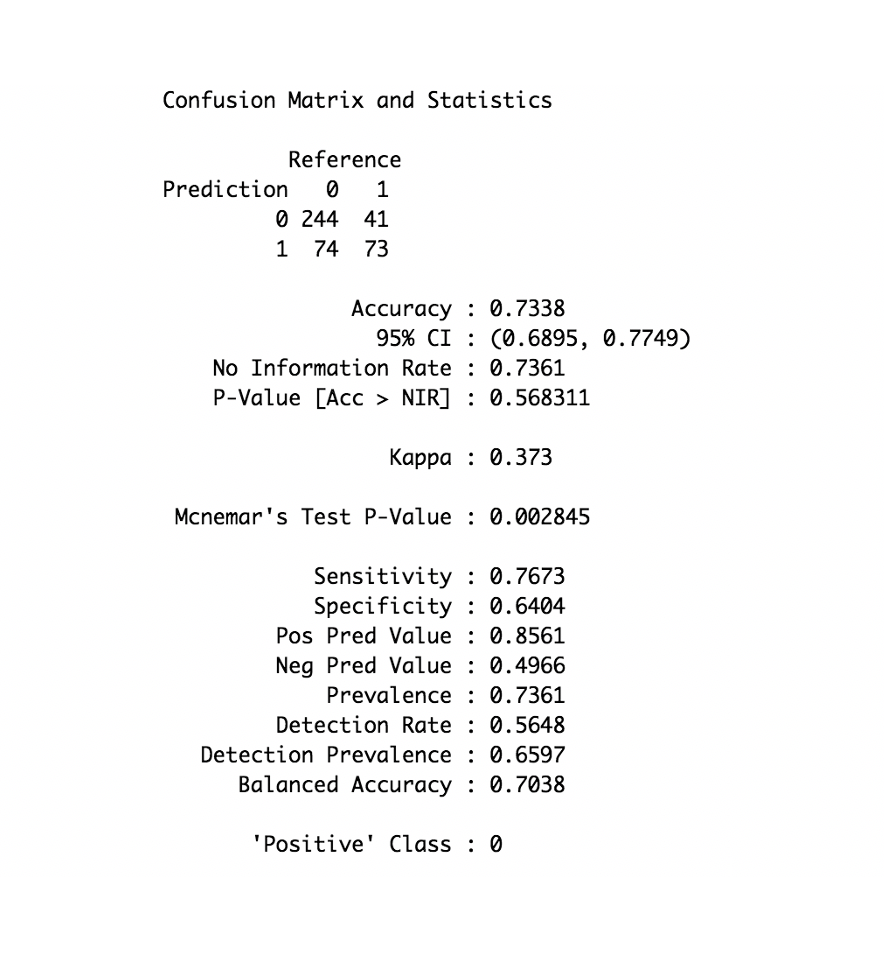 Confusion Matrix and Statistics
Reference
Prediction 0 1
0 244 41
1 74 73
Accuracy : 0.7338
95% CI : (0.6895, 0.7749)
No Information Rate : 0.7361
P-Value [Acc > NIR] : 0.568311
Kappa : 0.373
Mcnemar's Test P-Value : 0.002845
Sensitivity : 0.7673
Specificity : 0.6404
Pos Pred Value : 0.8561
Neg Pred Value : 0.4966
Prevalence : 0.7361
Detection Rate : 0.5648
Detection Prevalence : 0.6597
Balanced Accuracy : 0.7038
'Positive' Class : 0